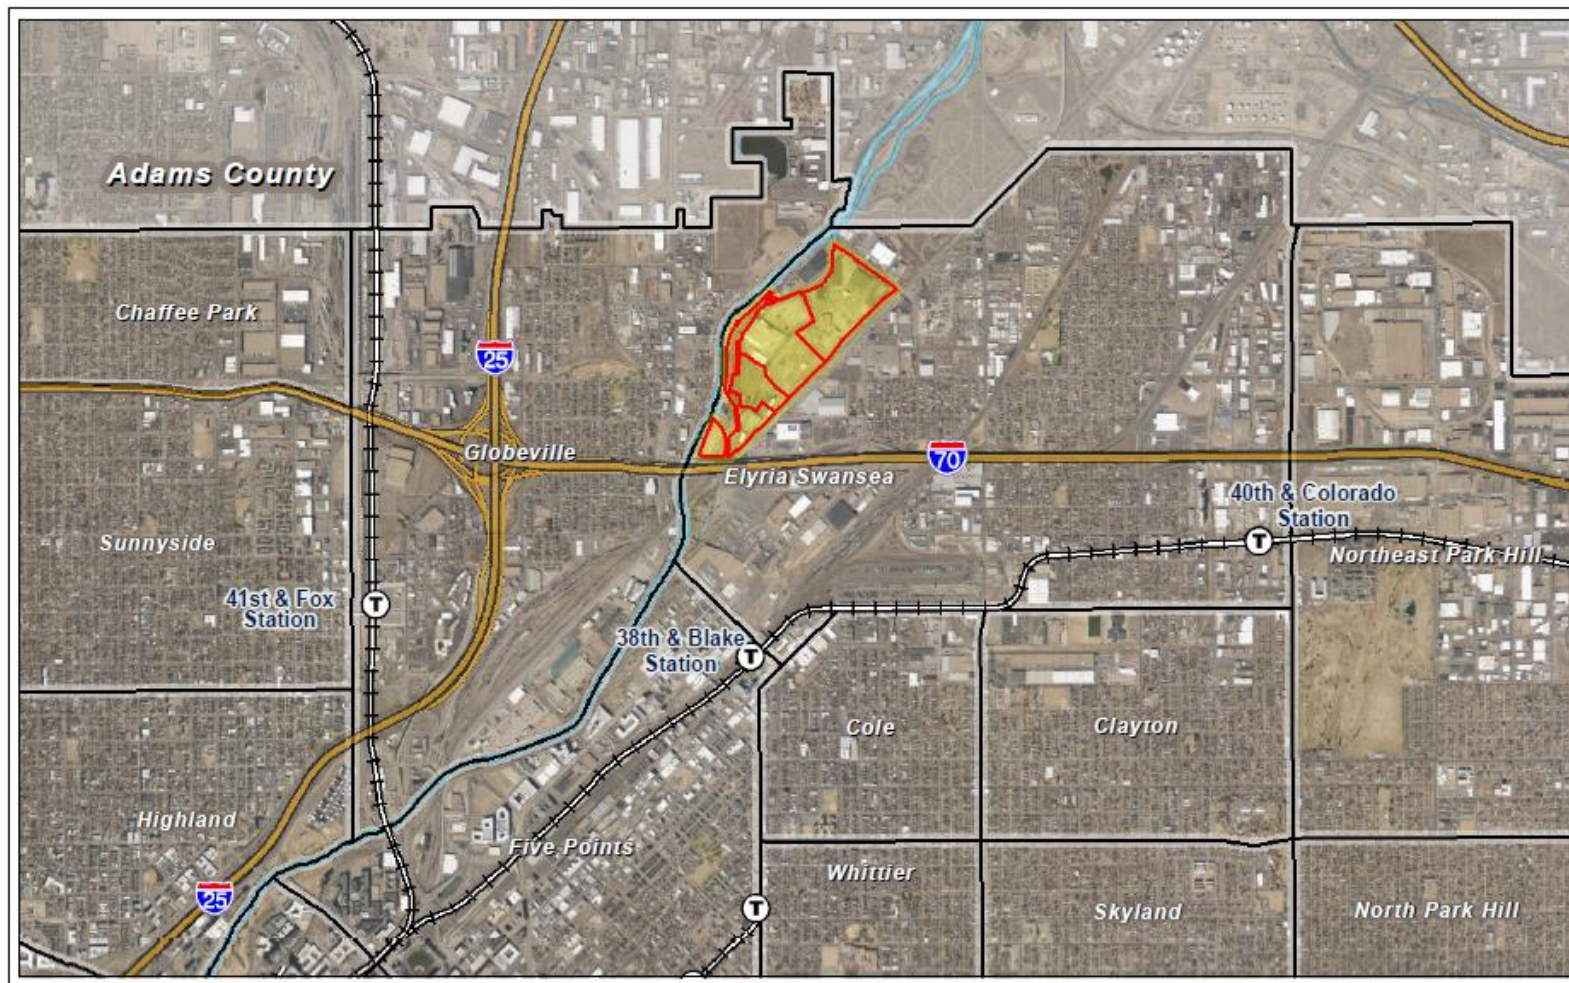 Adams County
Chaffee Park
25
Globeville
70
Elyria Swansea
40th & Colorado
Station
Sunnyside
Northeast Park Hill
41st & Fox
Station
T
T
38th & Blake
Station
T
Cole
Clayton
Highland
Five Points
Whittier
25
T
Skyland
North Park Hill